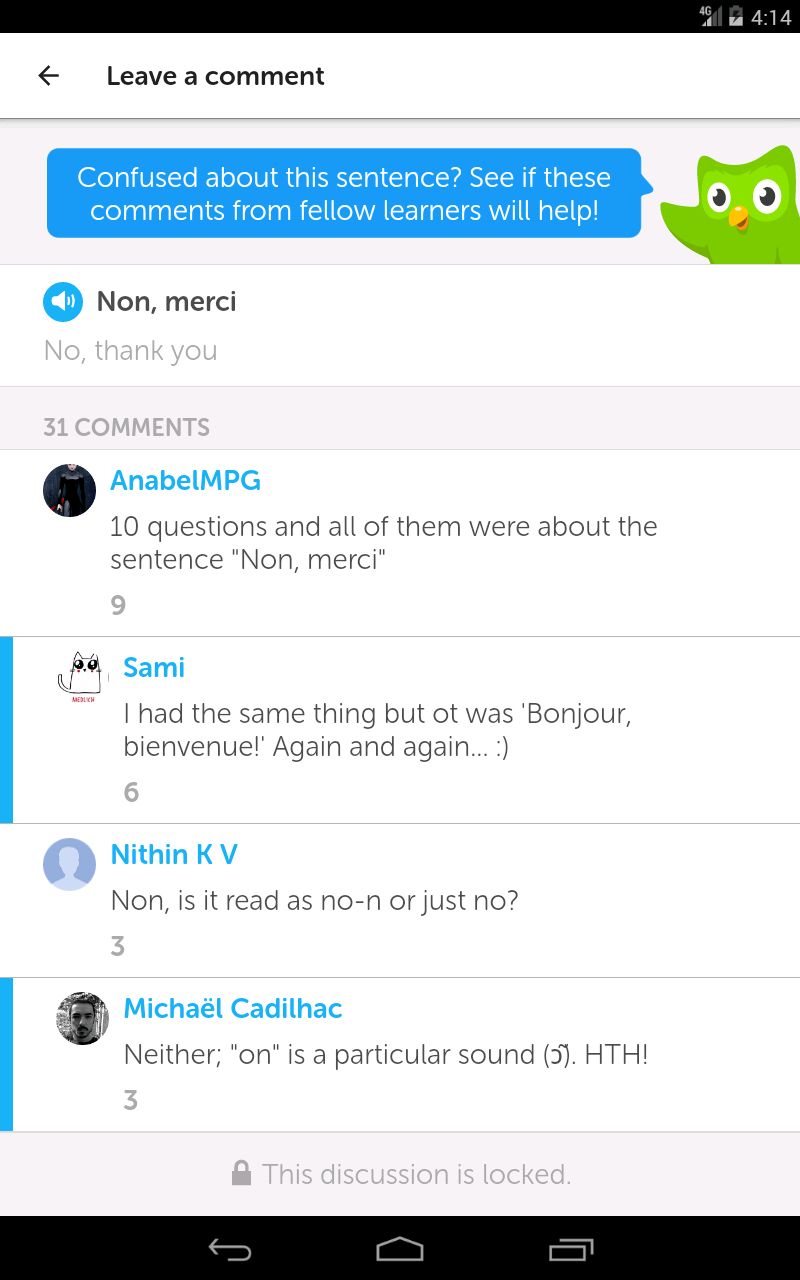 4G 4:14
Leave a comment
Confused about this sentence? See if these
comments from fellow learners will help!
Non, merci
No, thank you
31 COMMENTS
AnabelMPG
10 questions and all of them were about the
sentence "Non, merci"
9
Sami
I had the same thing but ot was 'Bonjour,
bienvenue!' Again and again... :)
6
Nithin K V
Non, is it read as no-n or just no?
3
Michaël Cadilhac
Neither; "on" is a particular sound (ɔ̃). HTH!
3
This discussion is locked.